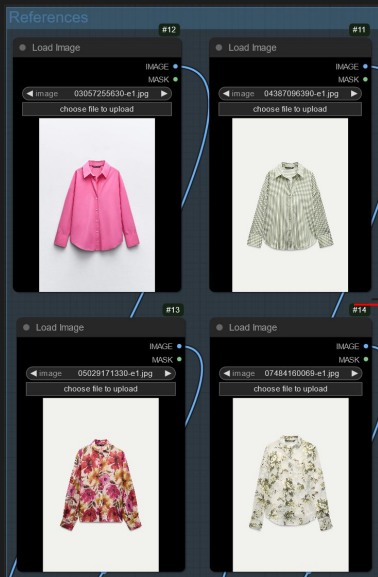 References
#12
#11
Load Image
Load Image
IMAGE
IMAGE
MASK
MASK
image 03057255630-e1.jpg
image 04387096390-e1.jpg
choose file to upload
choose file to upload
#13
#14
Load Image
Load Image
IMAGE
IMAGE
MASK
MASK
image 05029171330-e1.jpg
image 07484160069-e1.jpg
choose file to upload
choose file to upload